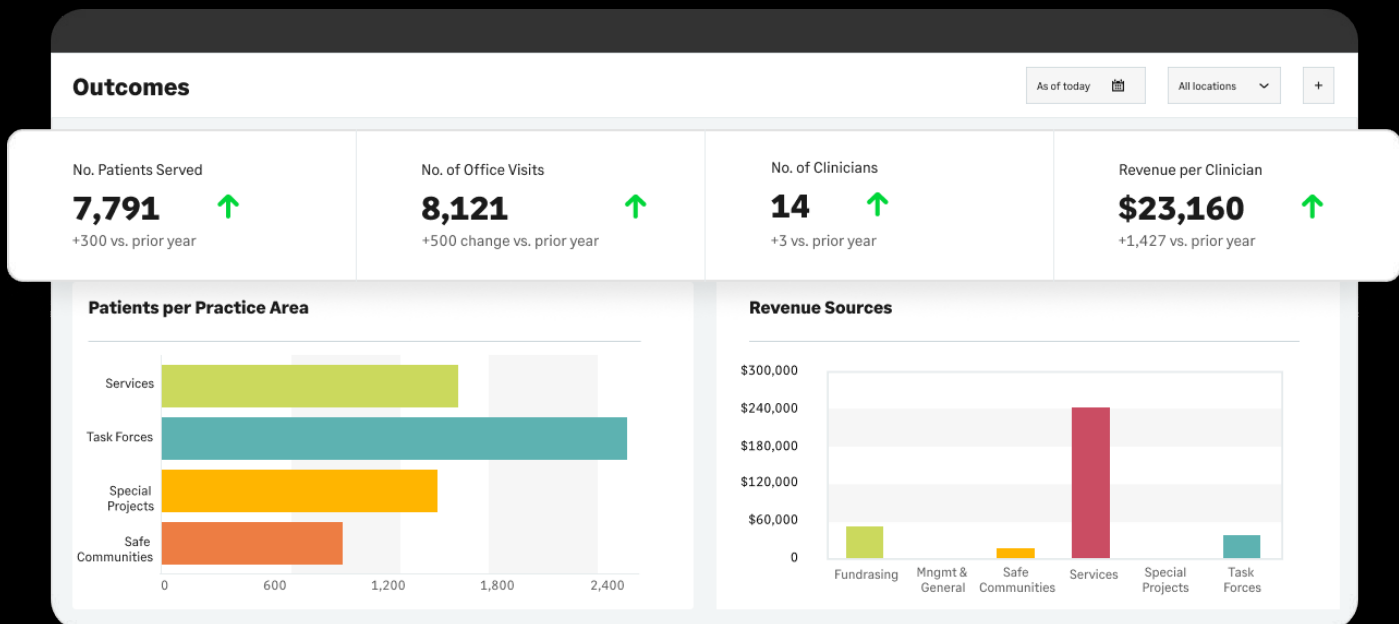 Outcomes
As of today
All locations
+
No. Patients Served
7,791
+300 vs. prior year
No. of Office Visits
8,121
+500 change vs. prior year
No. of Clinicians
14
+3 vs. prior year
Revenue per Clinician
$23,160
+1,427 vs. prior year
Patients per Practice Area
Services
Task Forces
Special
Projects
Safe
Communities
0 600 1,200 1,800 2,400
Revenue Sources
$300,000
$240,000
$180,000
$120,000
$60,000
0
Fundrasing
Mngmt &
General
Safe
Communities
Services
Special
Projects
Task
Forces